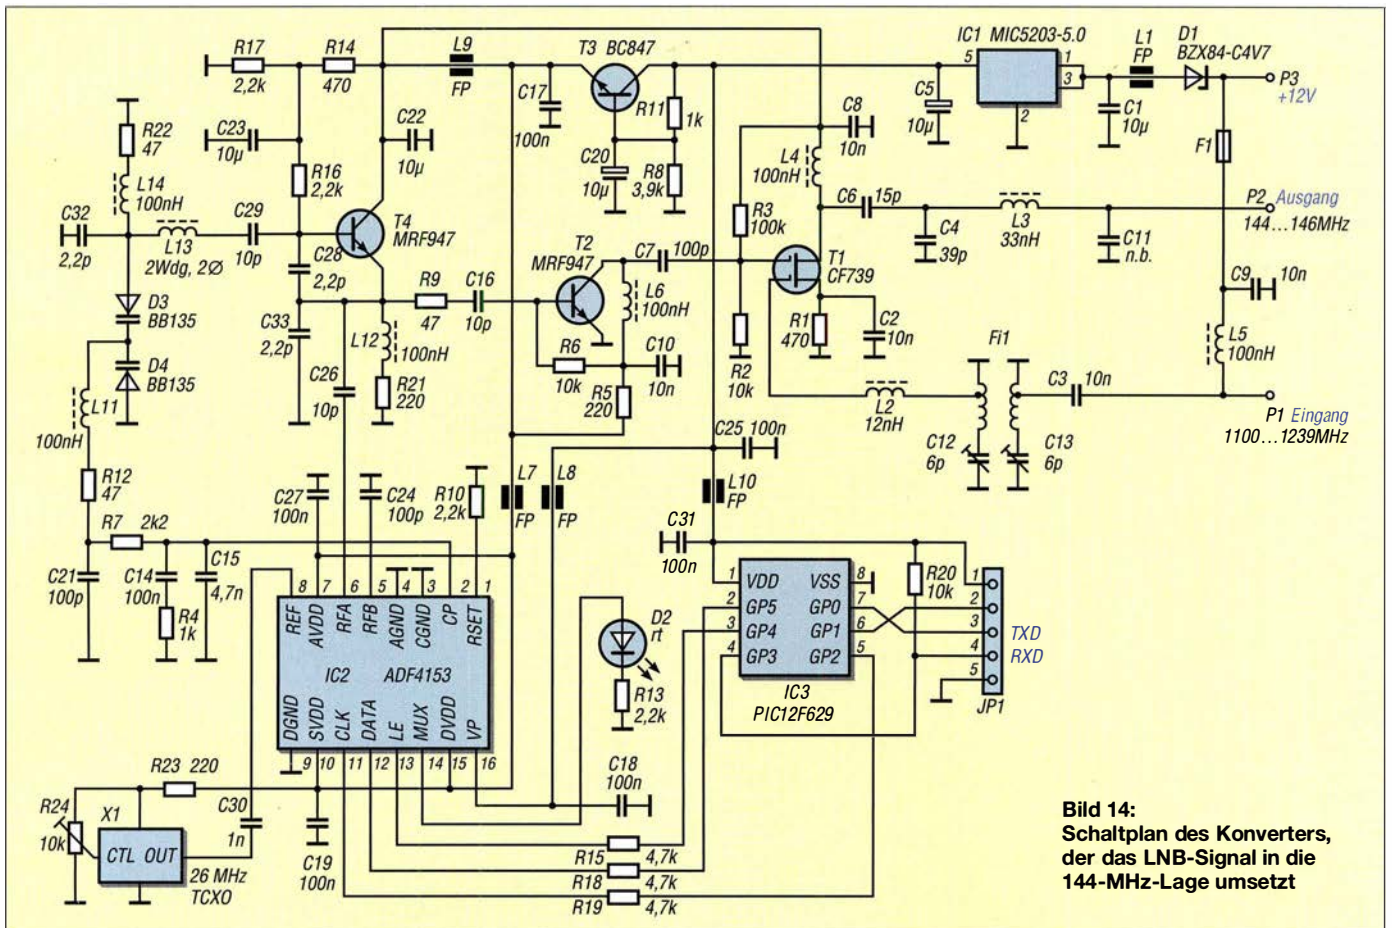 R17
2,2k
R14
470
L9
FP
T3 BC847
C17
100n
R11
1k
C20
10µ
R8
3,9k
C5
10µ
IC1 MIC5203-5.0
5
1
3
2
L1
FP
D1
BZX84-C4V7
C1
10µ
P3
+12V
F1
C23
10µ
C22
10µ
R16
2,2k
R22
47
L14
100nH
C32
2,2p
L13
2Wdg, 2Ø
C29
10p
T4
MRF947
C28
2,2p
C8
10n
L4
100nH
C6 15p
R3
100k
C4
39p
L3
33nH
P2 Ausgang
144...146MHz
C11
n.b.
D3
BB135
D4
BB135
C33
2,2p
R9
47
C16
10p
T2
MRF947
C7
100p
L6
100nH
T1
CF739
C9 10n
L12
100nH
C26
10p
R21
220
R6
10k
C10
10n
R5
220
R2
10k
R1
470
C2
10n
Fi1
L5
100nH
L11
100nH
L2
12nH
C3 10n
P1 Eingang
1100...1239MHz
C12
6p
C13
6p
C25 100n
R12
47
C27
100n
C24
100p
R10
2,2k
L7
FP
L8
FP
L10
FP
R7 2k2
C21
100p
C14
100n
C15
4,7n
R4
1k
C31
100n
8 7 6 5 4 3 2 1
REF AVDD RFA RFB AGND CGND CP RSET
IC2 ADF4153
DGND SVDD CLK DATA LE MUX DVDD VP
9 10 11 12 13 14 15 16
D2
rt
R13
2,2k
1 VDD VSS 8
2 GP5 GP0 7
3 GP4 GP1 6
4 GP3 GP2 5
IC3
PIC12F629
R20
10k
1
2
3
4
5
TXD
RXD
JP1
R23 220
R24
10k
X1
CTL OUT
26 MHz
TCXO
C30
1n
C19
100n
C18
100n
R15 4,7k
R18 4,7k
R19 4,7k
Bild 14:
Schaltplan des Konverters,
der das LNB-Signal in die
144-MHz-Lage umsetzt